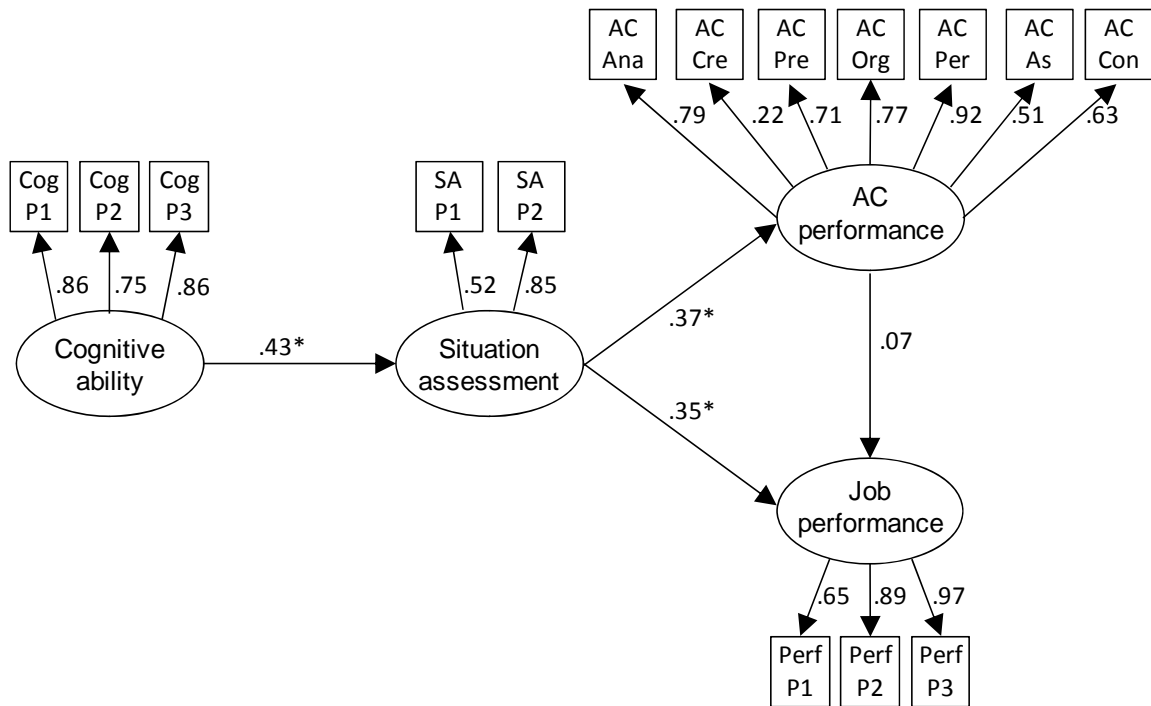 AC
Ana
AC
Cre
AC
Pre
AC
Org
AC
Per
AC
As
AC
Con
.79
.22
.71
.77
.92
.51
.63
Cog
P1
Cog
P2
Cog
P3
SA
P1
SA
P2
AC
performance
.86
.75
.86
.52
.85
.37*
.07
Cognitive
ability
.43*
Situation
assessment
.35*
Job
performance
.65
.89
.97
Perf
P1
Perf
P2
Perf
P3